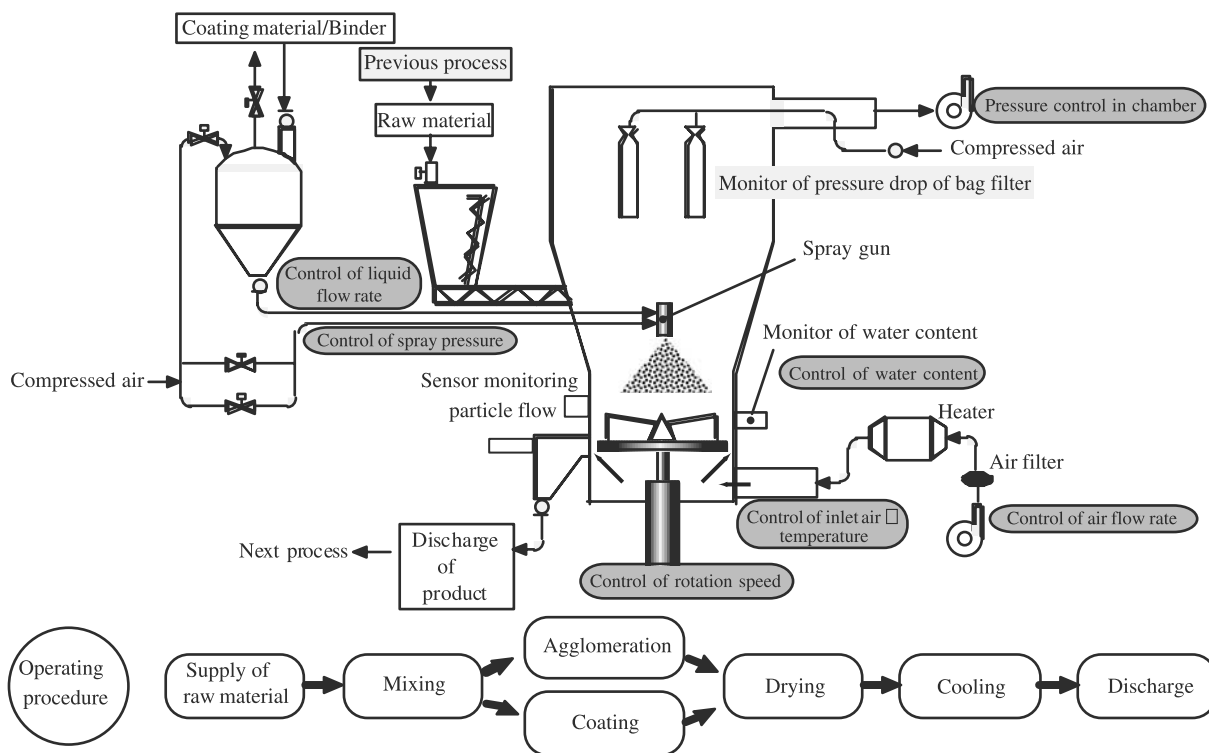 Coating material/Binder
Previous process
Raw material
Pressure control in chamber
Compressed air
Monitor of pressure drop of bag filter
Spray gun
Control of liquid
flow rate
Control of spray pressure
Monitor of water content
Control of water content
Compressed air
Sensor monitoring
particle flow
Heater
Air filter
Control of inlet air □
temperature
Control of air flow rate
Next process
Discharge
of
product
Control of rotation speed
Operating
procedure
Supply of
raw material
Mixing
Agglomeration
Coating
Drying
Cooling
Discharge